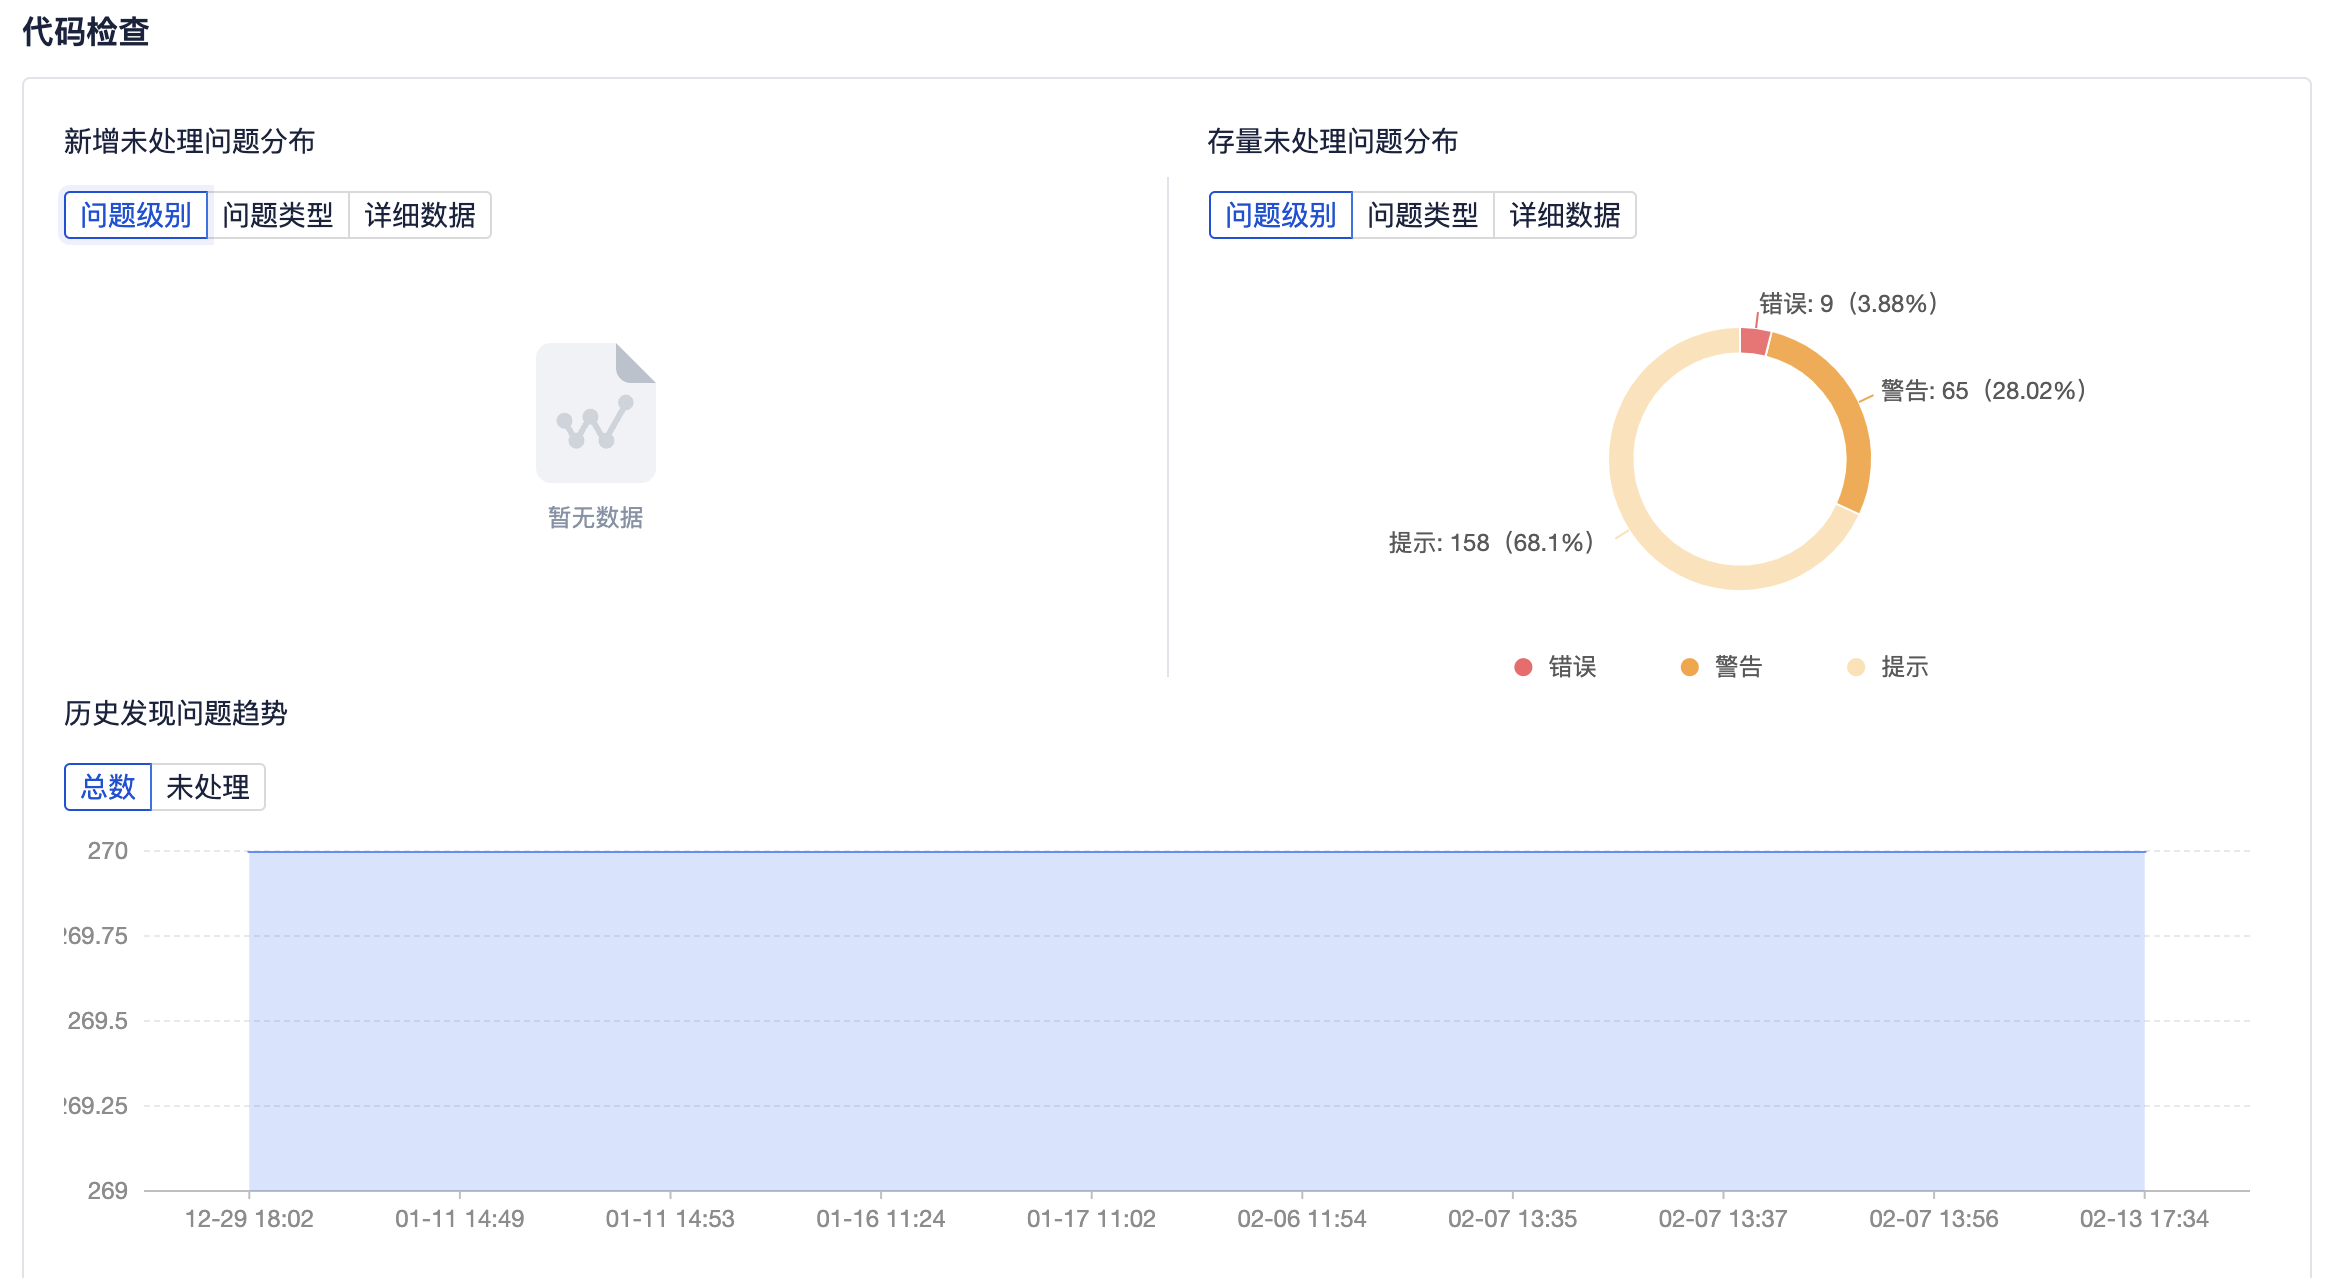 代码检查
新增未处理问题分布
问题级别 问题类型 详细数据
暂无数据
存量未处理问题分布
问题级别 问题类型 详细数据
错误: 9（3.88%）
警告: 65（28.02%）
提示: 158（68.1%）
错误 警告 提示
历史发现问题趋势
总数 未处理
270
269.75
269.5
269.25
269
12-29 18:02 01-11 14:49 01-11 14:53 01-16 11:24 01-17 11:02 02-06 11:54 02-07 13:35 02-07 13:37 02-07 13:56 02-13 17:34